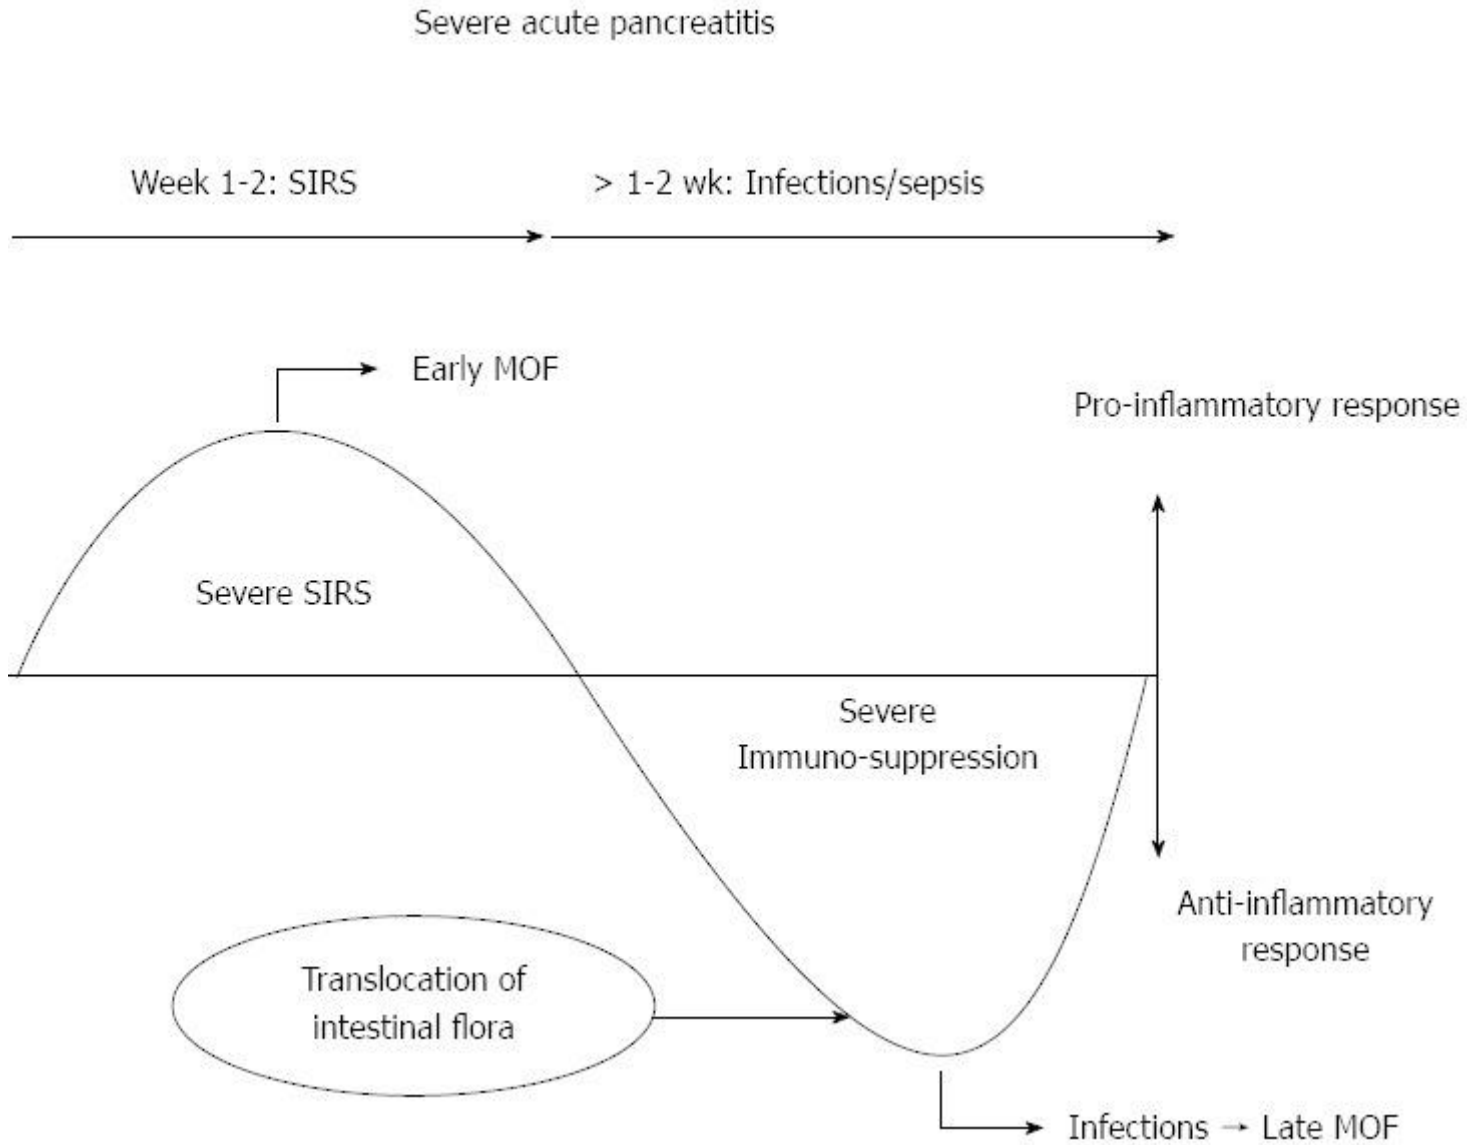 Severe acute pancreatitis
Week 1-2: SIRS
> 1-2 wk: Infections/sepsis
Early MOF
Pro-inflammatory response
Severe SIRS
Severe
Immuno-suppression
Anti-inflammatory
response
Translocation of
intestinal flora
Infections → Late MOF